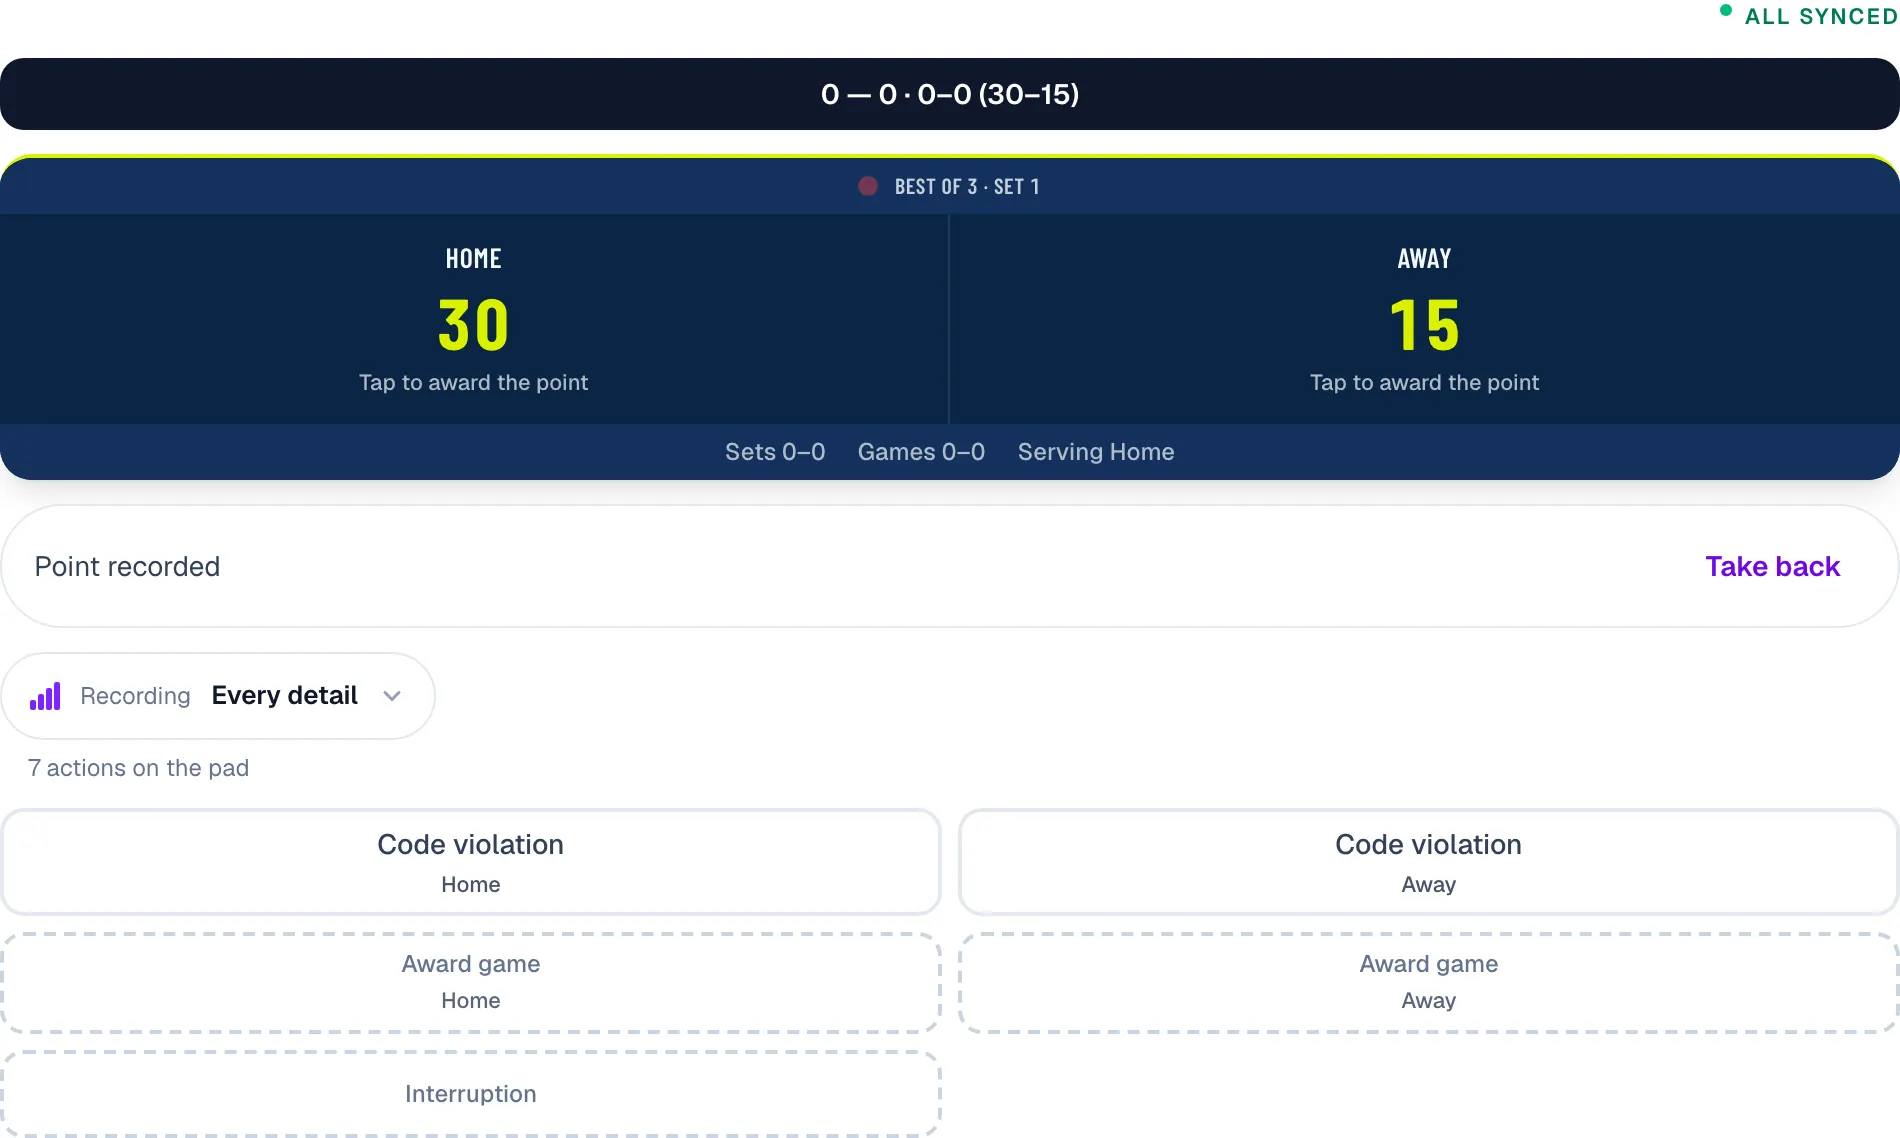 ALL SYNCED
0 — 0 · 0–0 (30–15)
BEST OF 3 · SET 1
HOME
30
Tap to award the point
AWAY
15
Tap to award the point
Sets 0–0 Games 0–0 Serving Home
Point recorded
Take back
Recording Every detail
7 actions on the pad
Code violation
Home
Code violation
Away
Award game
Home
Award game
Away
Interruption